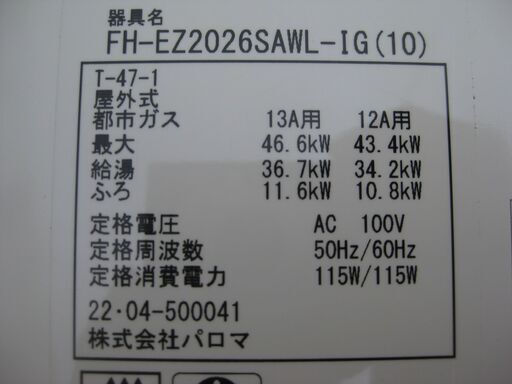 器具名
FH-EZ2026SAWL-IG(10)
T-47-1
屋外式
都市ガス 13A用 12A用
最大 46.6kW 43.4kW
給湯 36.7kW 34.2kW
ふろ 11.6kW 10.8kW
定格電圧 AC 100V
定格周波数 50Hz/60Hz
定格消費電力 115W/115W
22・04-500041
株式会社パロマ